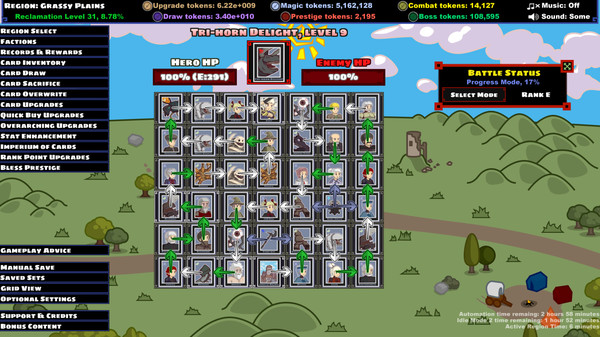 Region: Grassy Plains
Reclamation Level 31, 8.78%
Upgrade tokens: 6.22e+009
Magic tokens: 5,162,128
Combat tokens: 14,127
Draw tokens: 3.40e+010
Prestige tokens: 2,195
Boss tokens: 108,595
Music: Off
Sound: Some
Region Select
Factions
Records & Rewards
Card Inventory
Card Draw
Card Sacrifice
Card Overwrite
Card Upgrades
Quick Buy Upgrades
Overarching Upgrades
Stat Enhancement
Imperium of Cards
Rank Point Upgrades
Bless Prestige
Gameplay Advice
Manual Save
Saved Sets
Grid View
Optional Settings
Support & Credits
Bonus Content
Tri-Horn Delight, Level 9
Hero HP
100% (E:291)
Enemy HP
100%
Battle Status
Progress Mode, 17%
Select Mode
Rank E
Automation time remaing: 2 hours 58 minutes
Idle Mode 2 time remaining: 1 hour 52 minutes
Active Region Time: 6 minutes